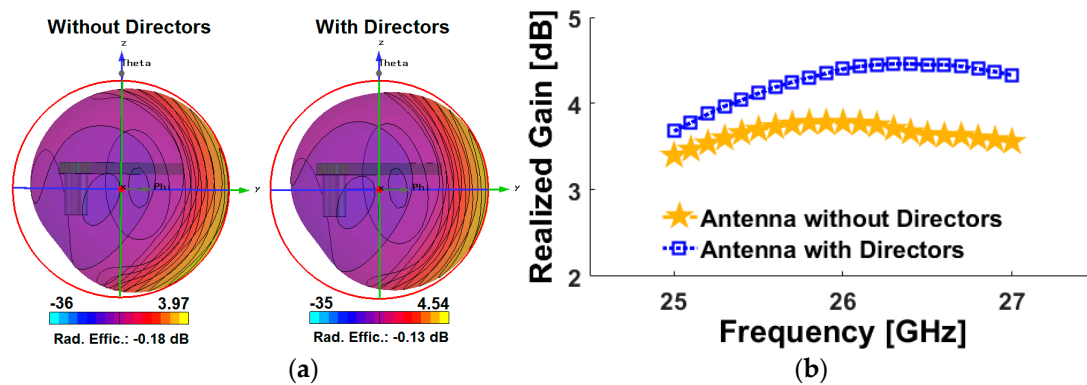 Without Directors
With Directors
z
Theta
z
Theta
x
Phi
y
x
Ph
y
-36
3.97
-35
4.54
Rad. Effic.: -0.18 dB
Rad. Effic.: -0.13 dB
(a)
Realized Gain [dB]
5
4
3
2
Antenna without Directors
Antenna with Directors
25
26
27
Frequency [GHz]
(b)